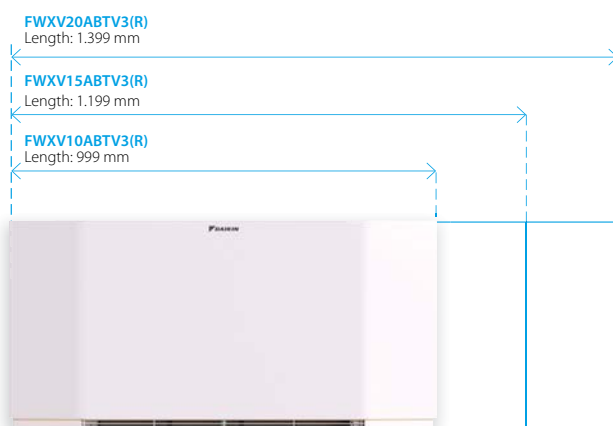 FWXV20ABTV3(R)
Length: 1.399 mm
FWXV15ABTV3(R)
Length: 1.199 mm
FWXV10ABTV3(R)
Length: 999 mm
DAIKIN